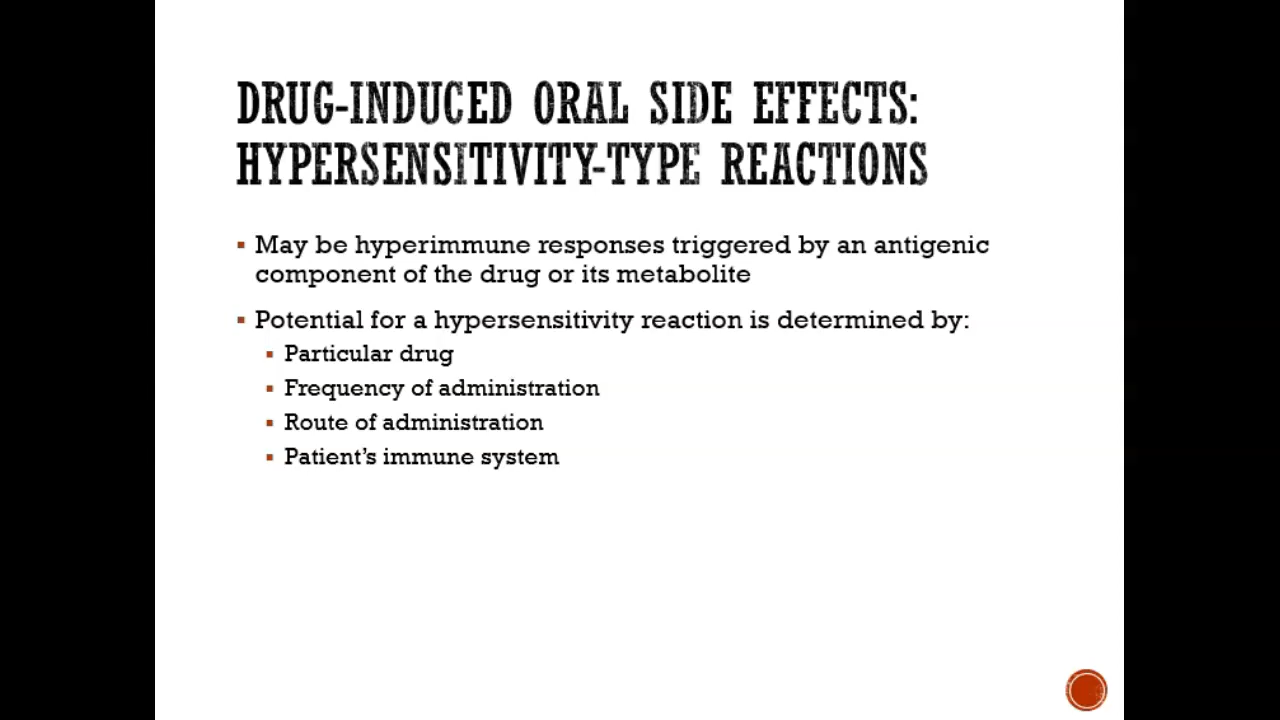 DRUG-INDUCED ORAL SIDE EFFECTS:
HYPERSENSITIVITY-TYPE REACTIONS
▪ May be hyperimmune responses triggered by an antigenic
component of the drug or its metabolite
▪ Potential for a hypersensitivity reaction is determined by:
▪ Particular drug
▪ Frequency of administration
▪ Route of administration
▪ Patient's immune system